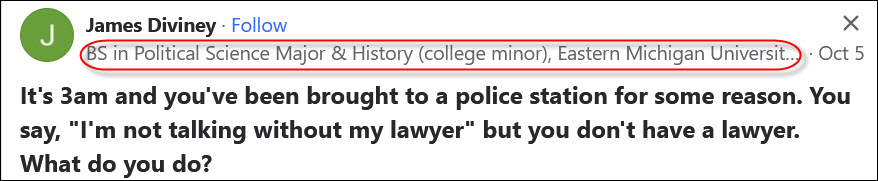 J
James Diviney · Follow
BS in Political Science Major & History (college minor), Eastern Michigan Universit... · Oct 5
It's 3am and you've been brought to a police station for some reason. You
say, "I'm not talking without my lawyer" but you don't have a lawyer.
What do you do?